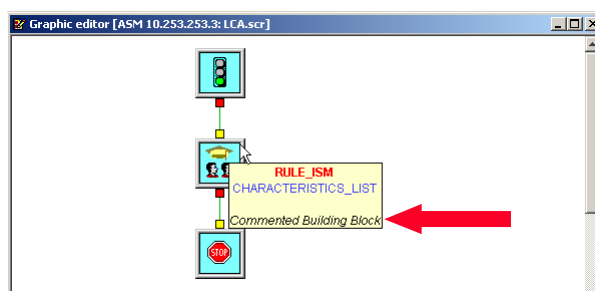 Graphic editor [ASM 10.253.253.3: LCA.scr]
RULE_ISM
CHARACTERISTICS_LIST
Commented Building Block
STOP